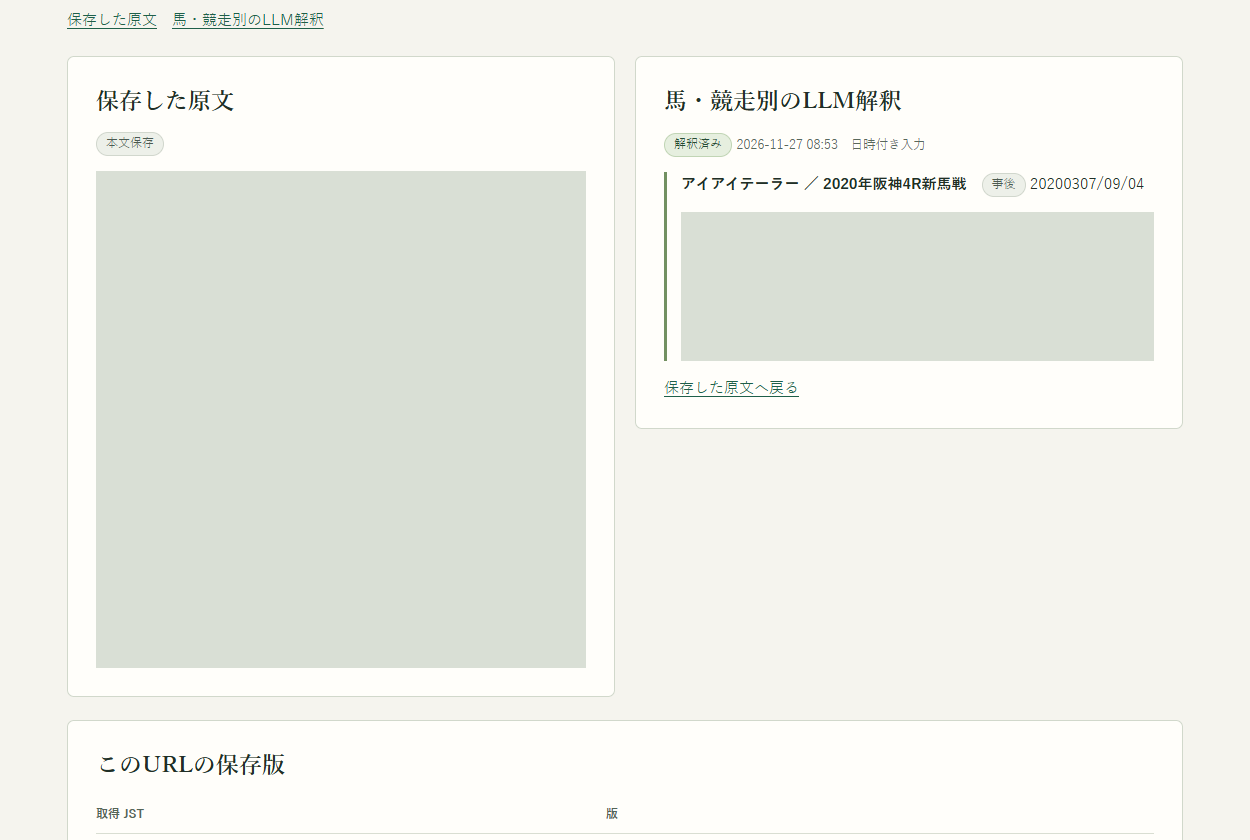 保存した原文 馬・競走別のLLM解釈
保存した原文
本文保存
馬・競走別のLLM解釈
解釈済み 2026-11-27 08:53 日時付き入力
アイアイテーラー ／ 2020年阪神4R新馬戦 事後 20200307/09/04
保存した原文へ戻る
このURLの保存版
取得 JST 版